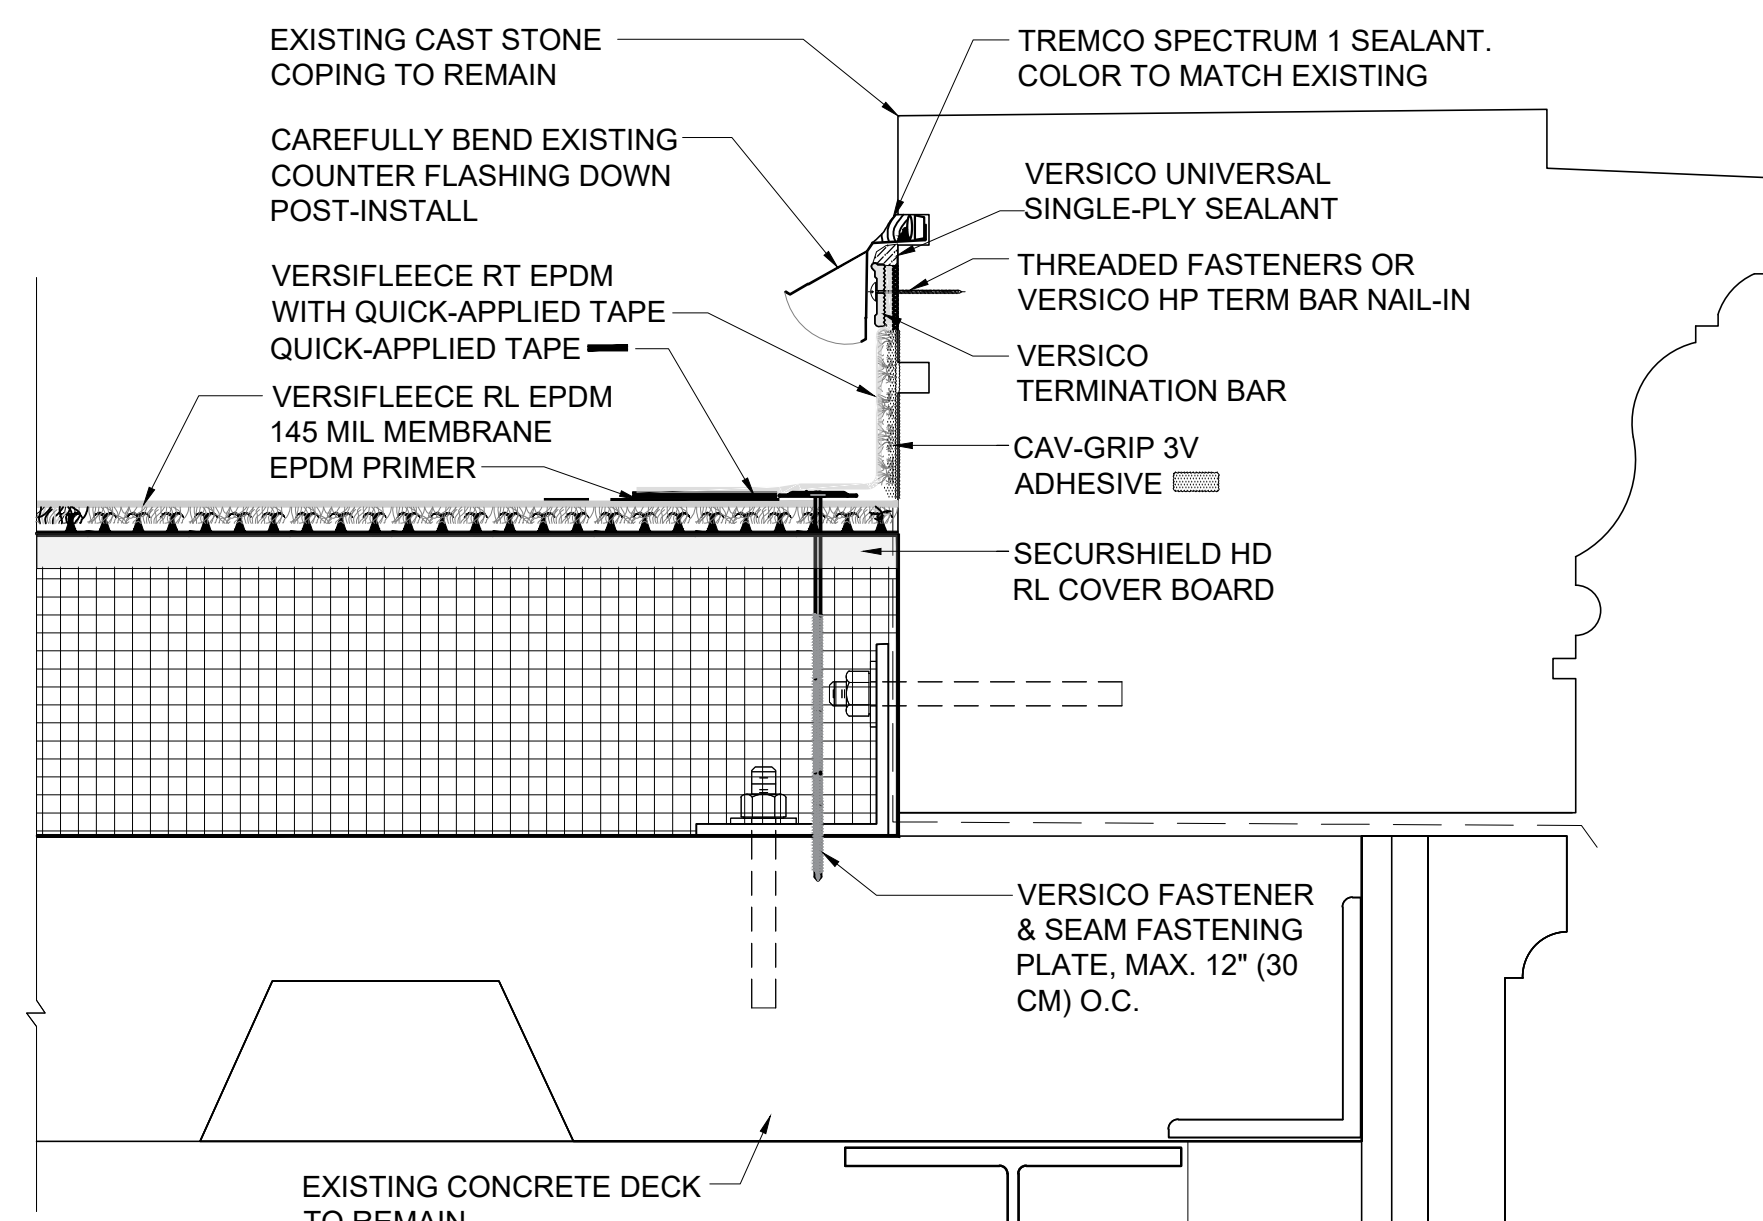 EXISTING CAST STONE
COPING TO REMAIN
CAREFULLY BEND EXISTING
COUNTER FLASHING DOWN
POST-INSTALL
VERSIFLEECE RT EPDM
WITH QUICK-APPLIED TAPE
QUICK-APPLIED TAPE
VERSIFLEECE RL EPDM
145 MIL MEMBRANE
EPDM PRIMER
TREMCO SPECTRUM 1 SEALANT.
COLOR TO MATCH EXISTING
VERSICO UNIVERSAL
SINGLE-PLY SEALANT
THREADED FASTENERS OR
VERSICO HP TERM BAR NAIL-IN
VERSICO
TERMINATION BAR
CAV-GRIP 3V
ADHESIVE
SECURSHIELD HD
RL COVER BOARD
VERSICO FASTENER
& SEAM FASTENING
PLATE, MAX. 12" (30
CM) O.C.
EXISTING CONCRETE DECK
TO REMAIN